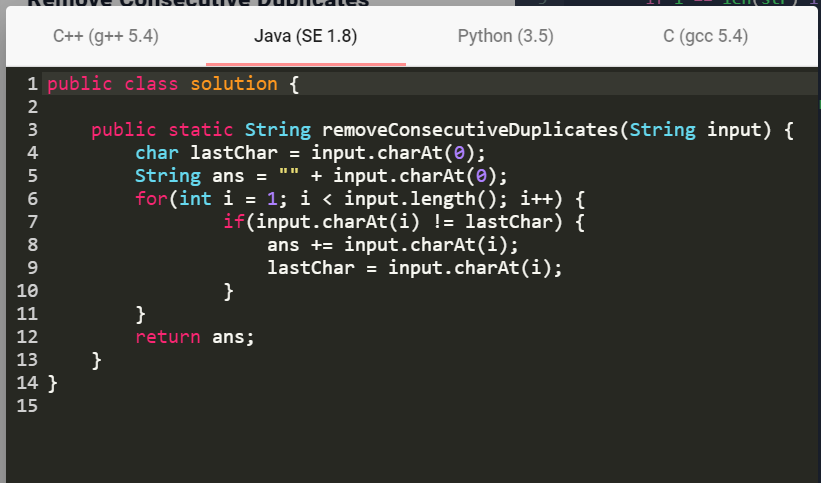 Remove Consecutive Duplicates
C++ (g++ 5.4) Java (SE 1.8) Python (3.5) C (gcc 5.4)
1 public class solution {
2
3     public static String removeConsecutiveDuplicates(String input) {
4         char lastChar = input.charAt(0);
5         String ans = "" + input.charAt(0);
6         for(int i = 1; i < input.length(); i++) {
7                 if(input.charAt(i) != lastChar) {
8                     ans += input.charAt(i);
9                     lastChar = input.charAt(i);
10                 }
11         }
12         return ans;
13     }
14 }
15